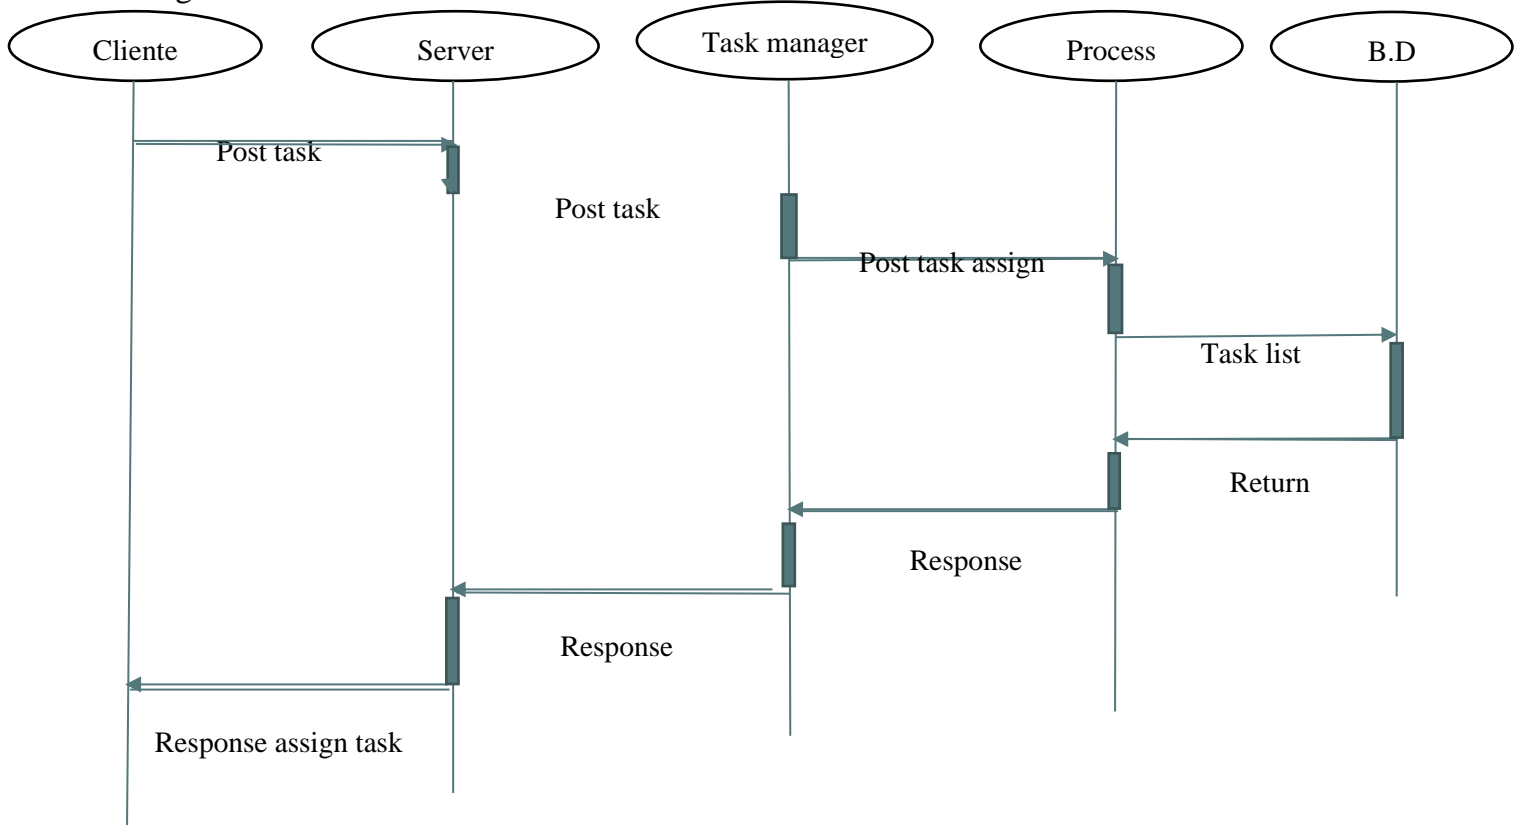 Cliente
Server
Task manager
Process
B.D
Post task
Post task
Post task assign
Task list
Return
Response
Response
Response assign task